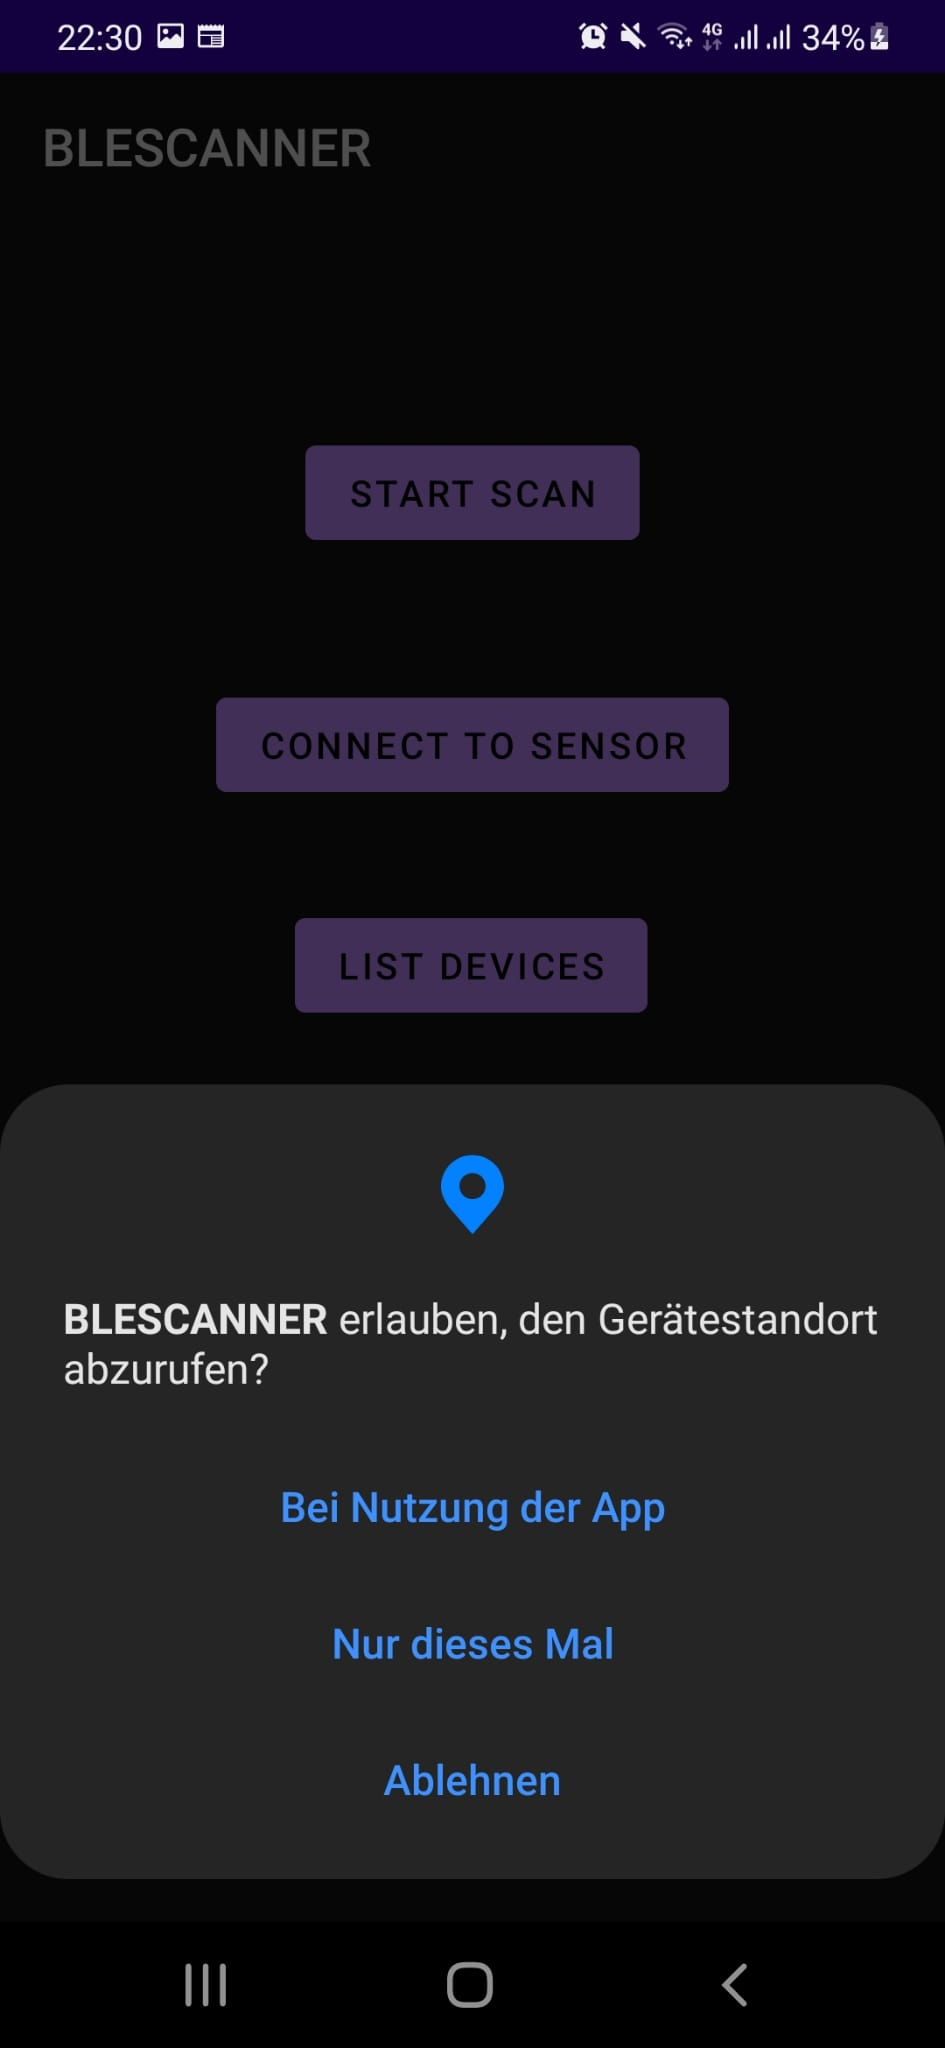 22:30 4G 34%
BLESCANNER
START SCAN
CONNECT TO SENSOR
LIST DEVICES
BLESCANNER erlauben, den Gerätestandort
abzurufen?
Bei Nutzung der App
Nur dieses Mal
Ablehnen